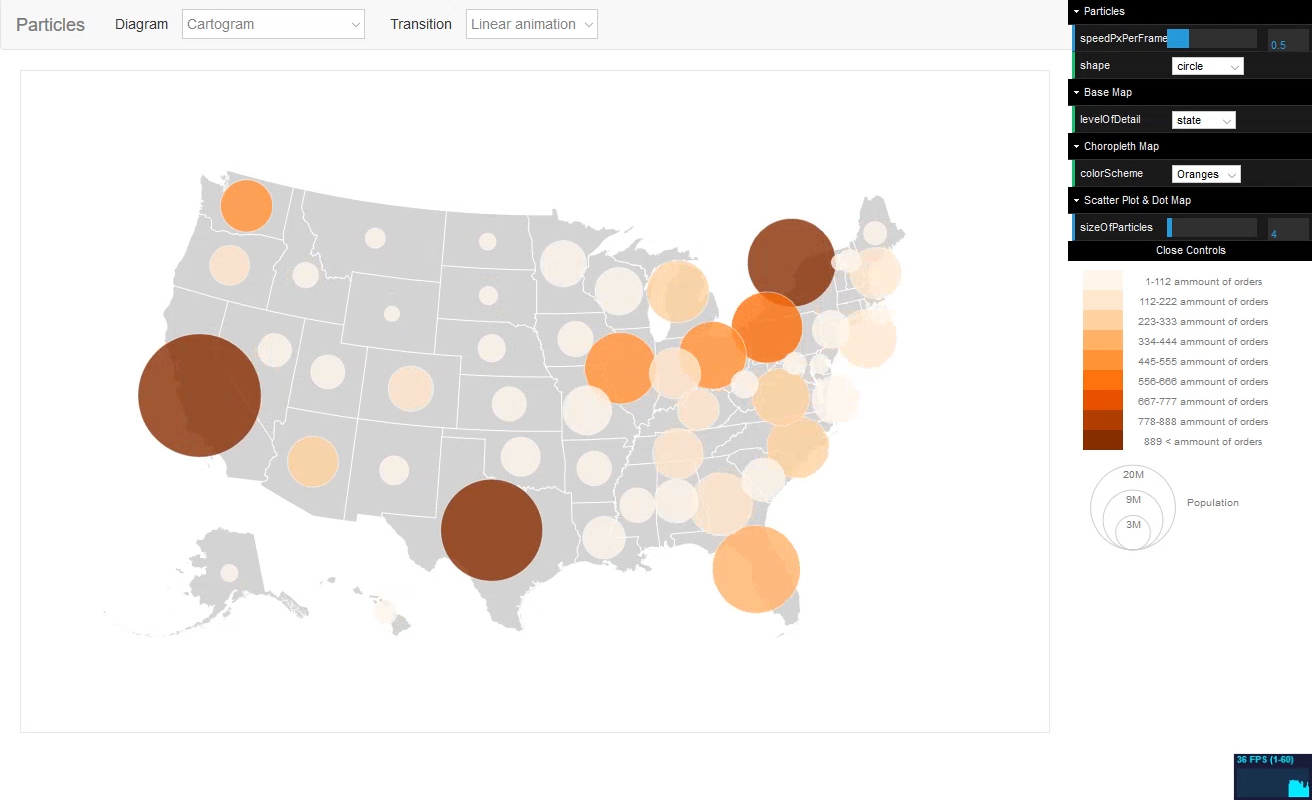 Particles Diagram Cartogram Transition Linear animation
Particles
speedPxPerFrame 0.5
shape circle
Base Map
levelOfDetail state
Choropleth Map
colorScheme Oranges
Scatter Plot & Dot Map
sizeOfParticles 4
Close Controls
1-112 ammount of orders
112-222 ammount of orders
223-333 ammount of orders
334-444 ammount of orders
445-555 ammount of orders
556-666 ammount of orders
667-777 ammount of orders
778-888 ammount of orders
889 < ammount of orders
20M
9M
3M
Population
36 FPS (1-60)